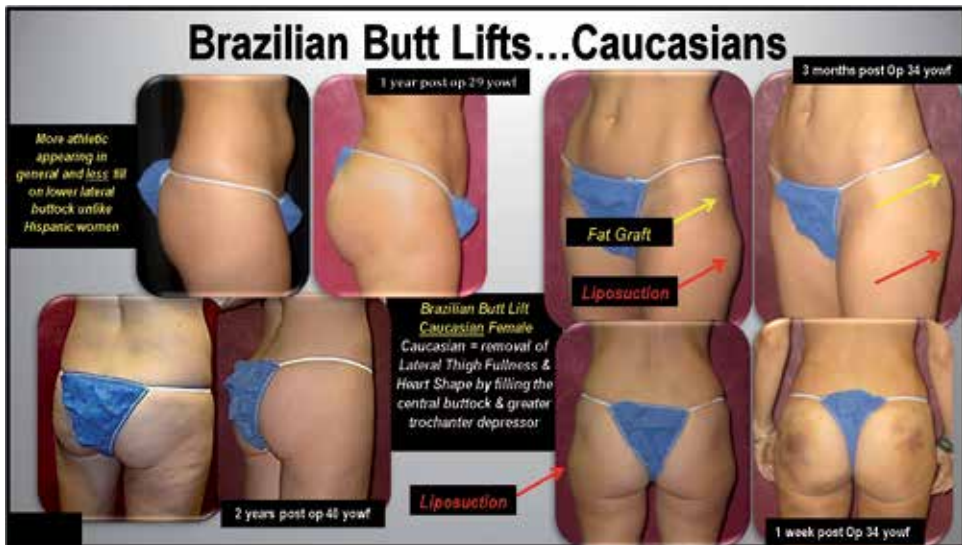 Brazilian Butt Lifts...Caucasians
1 year post op 29 yowf
3 months post Op 34 yowf
More athletic
appearing in
general and less fill
on lower lateral
buttock unlike
Hispanic women
Fat Graft
Liposuction
Brazilian Butt Lift
Caucasian Female
Caucasian = removal of
Lateral Thigh Fullness &
Heart Shape by filling the
central buttock & greater
trochanter depressor
Liposuction
2 years post op 40 yowf
1 week post Op 34 yowf